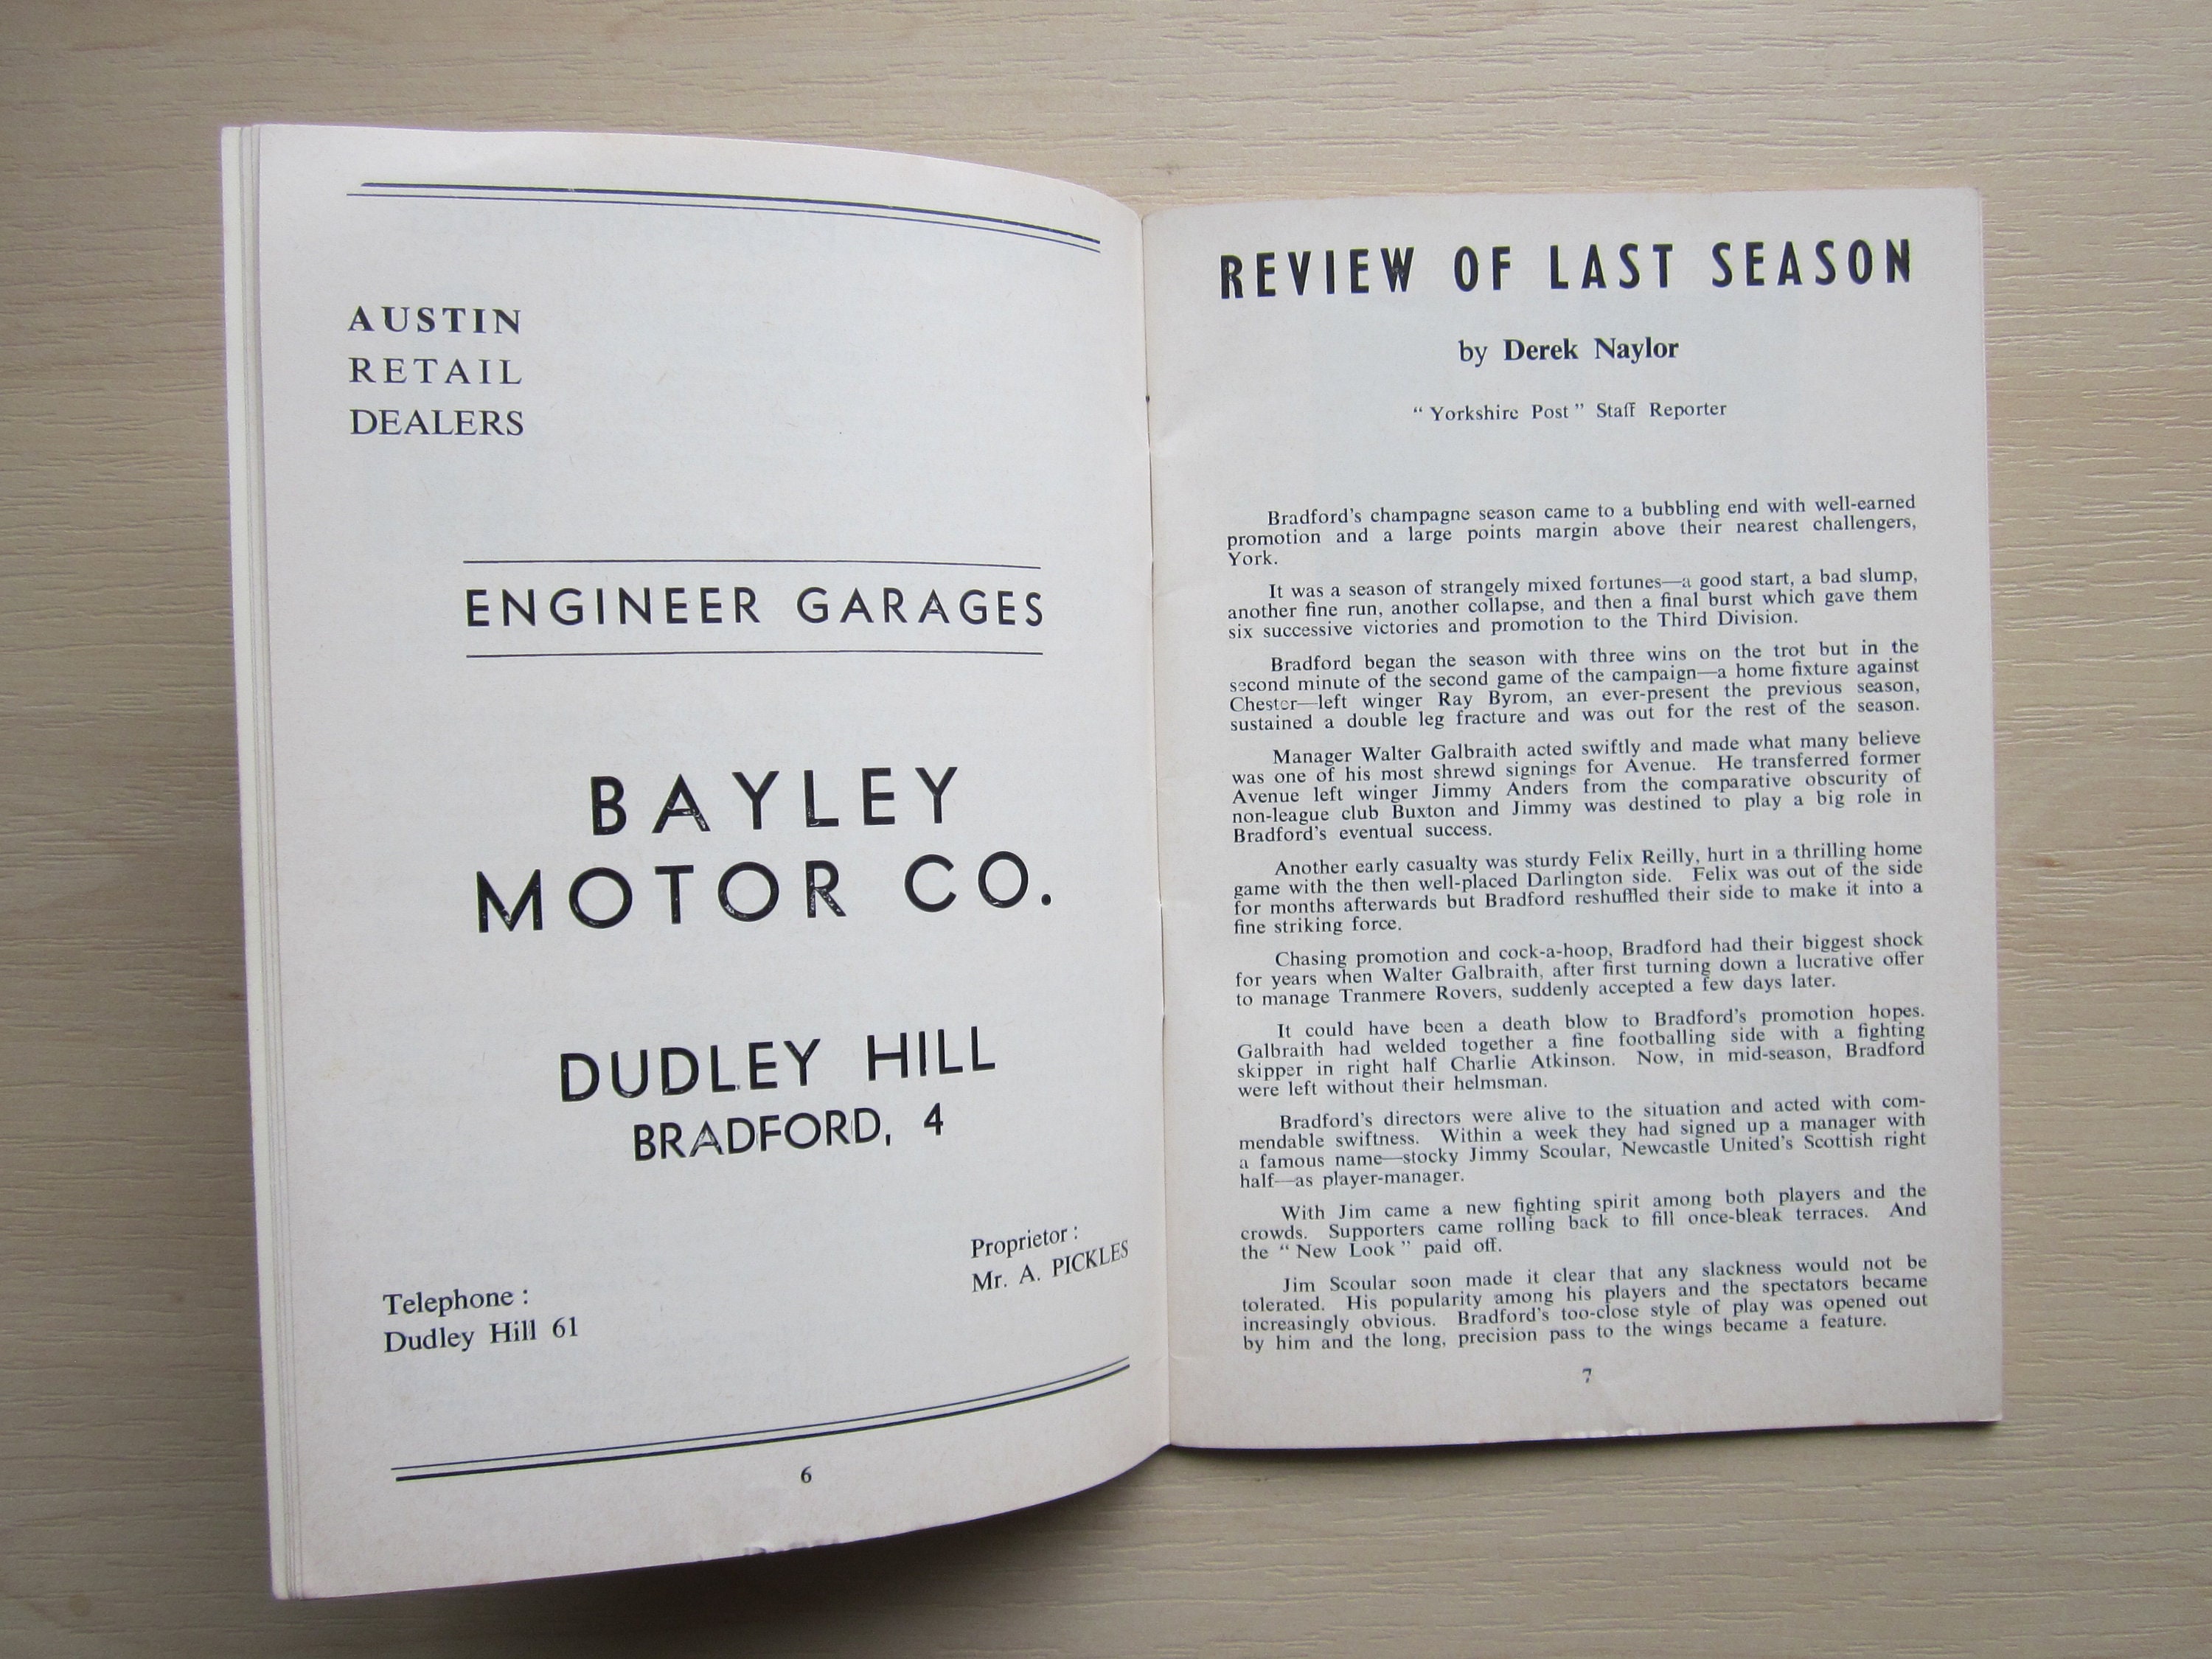 AUSTIN
RETAIL
DEALERS
ENGINEER GARAGES
BAYLEY
MOTOR CO.
DUDLEY HILL
BRADFORD, 4
Proprietor :
Mr. A. PICKLES
Telephone :
Dudley Hill 61
6
REVIEW OF LAST SEASON
by Derek Naylor
“ Yorkshire Post ” Staff Reporter
Bradford's champagne season came to a bubbling end with well-earned
promotion and a large points margin above their nearest challengers,
York.
It was a season of strangely mixed fortunes—a good start, a bad slump,
another fine run, another collapse, and then a final burst which gave them
six successive victories and promotion to the Third Division.
Bradford began the season with three wins on the trot but in the
second minute of the second game of the campaign—a home fixture against
Chester—left winger Ray Byrom, an ever-present the previous season,
sustained a double leg fracture and was out for the rest of the season.
Manager Walter Galbraith acted swiftly and made what many believe
was one of his most shrewd signings for Avenue. He transferred former
Avenue left winger Jimmy Anders from the comparative obscurity of
non-league club Buxton and Jimmy was destined to play a big role in
Bradford's eventual success.
Another early casualty was sturdy Felix Reilly, hurt in a thrilling home
game with the then well-placed Darlington side. Felix was out of the side
for months afterwards but Bradford reshuffled their side to make it into a
fine striking force.
Chasing promotion and cock-a-hoop, Bradford had their biggest shock
for years when Walter Galbraith, after first turning down a lucrative offer
to manage Tranmere Rovers, suddenly accepted a few days later.
It could have been a death blow to Bradford's promotion hopes.
Galbraith had welded together a fine footballing side with a fighting
skipper in right half Charlie Atkinson. Now, in mid-season, Bradford
were left without their helmsman.
Bradford's directors were alive to the situation and acted with com-
mendable swiftness. Within a week they had signed up a manager with
a famous name—stocky Jimmy Scoular, Newcastle United's Scottish right
half—as player-manager.
With Jim came a new fighting spirit among both players and the
crowds. Supporters came rolling back to fill once-bleak terraces. And
the “ New Look ” paid off.
Jim Scoular soon made it clear that any slackness would not be
tolerated. His popularity among his players and the spectators became
increasingly obvious. Bradford's too-close style of play was opened out
by him and the long, precision pass to the wings became a feature.
7